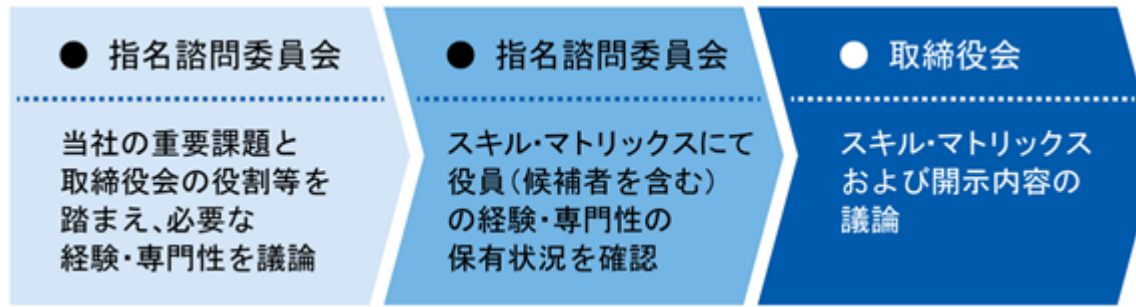 ● 指名諮問委員会
当社の重要課題と
取締役会の役割等を
踏まえ、必要な
経験・専門性を議論
● 指名諮問委員会
スキル・マトリックスにて
役員(候補者を含む)
の経験・専門性の
保有状況を確認
● 取締役会
スキル・マトリックス
および開示内容の
議論